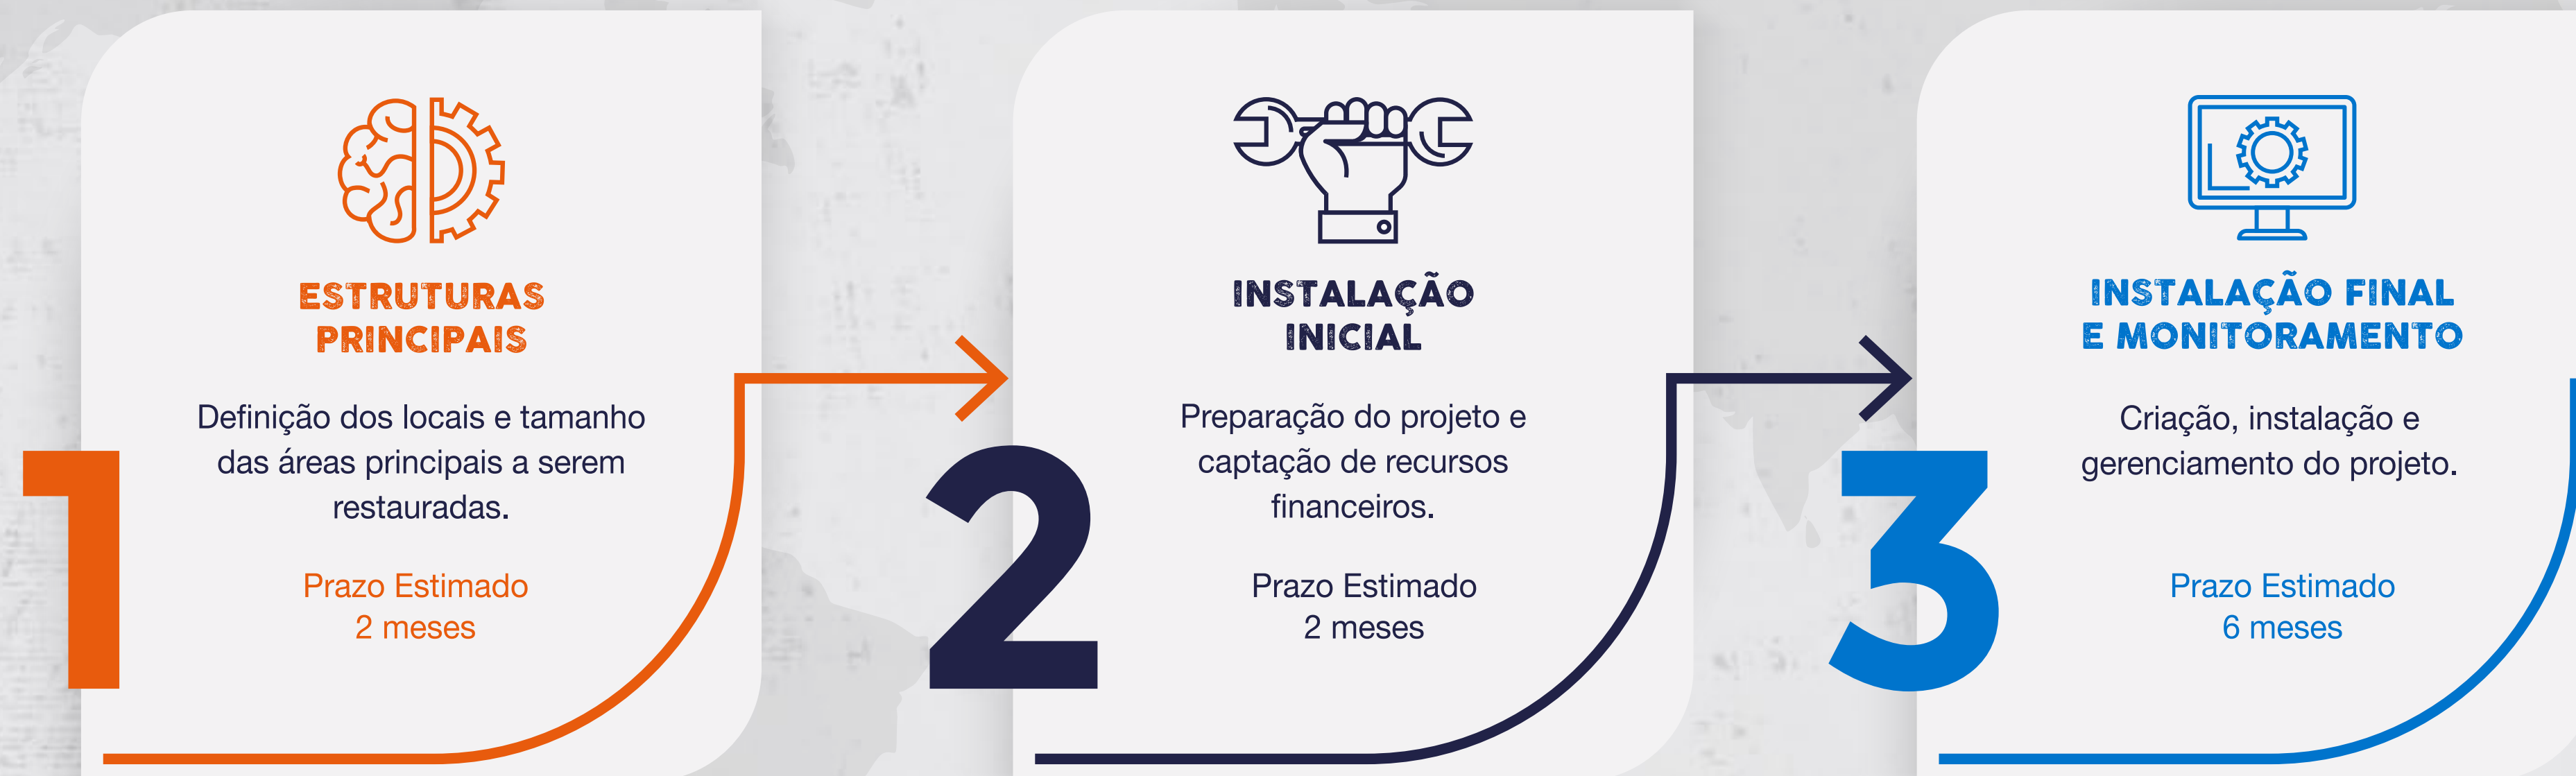 ESTRUTURAS
PRINCIPAIS
Definição dos locais e tamanho
das áreas principais a serem
restauradas.
Prazo Estimado
2 meses
1
INSTALAÇÃO
INICIAL
Preparação do projeto e
captação de recursos
financeiros.
Prazo Estimado
2 meses
2
INSTALAÇÃO FINAL
E MONITORAMENTO
Criação, instalação e
gerenciamento do projeto.
Prazo Estimado
6 meses
3